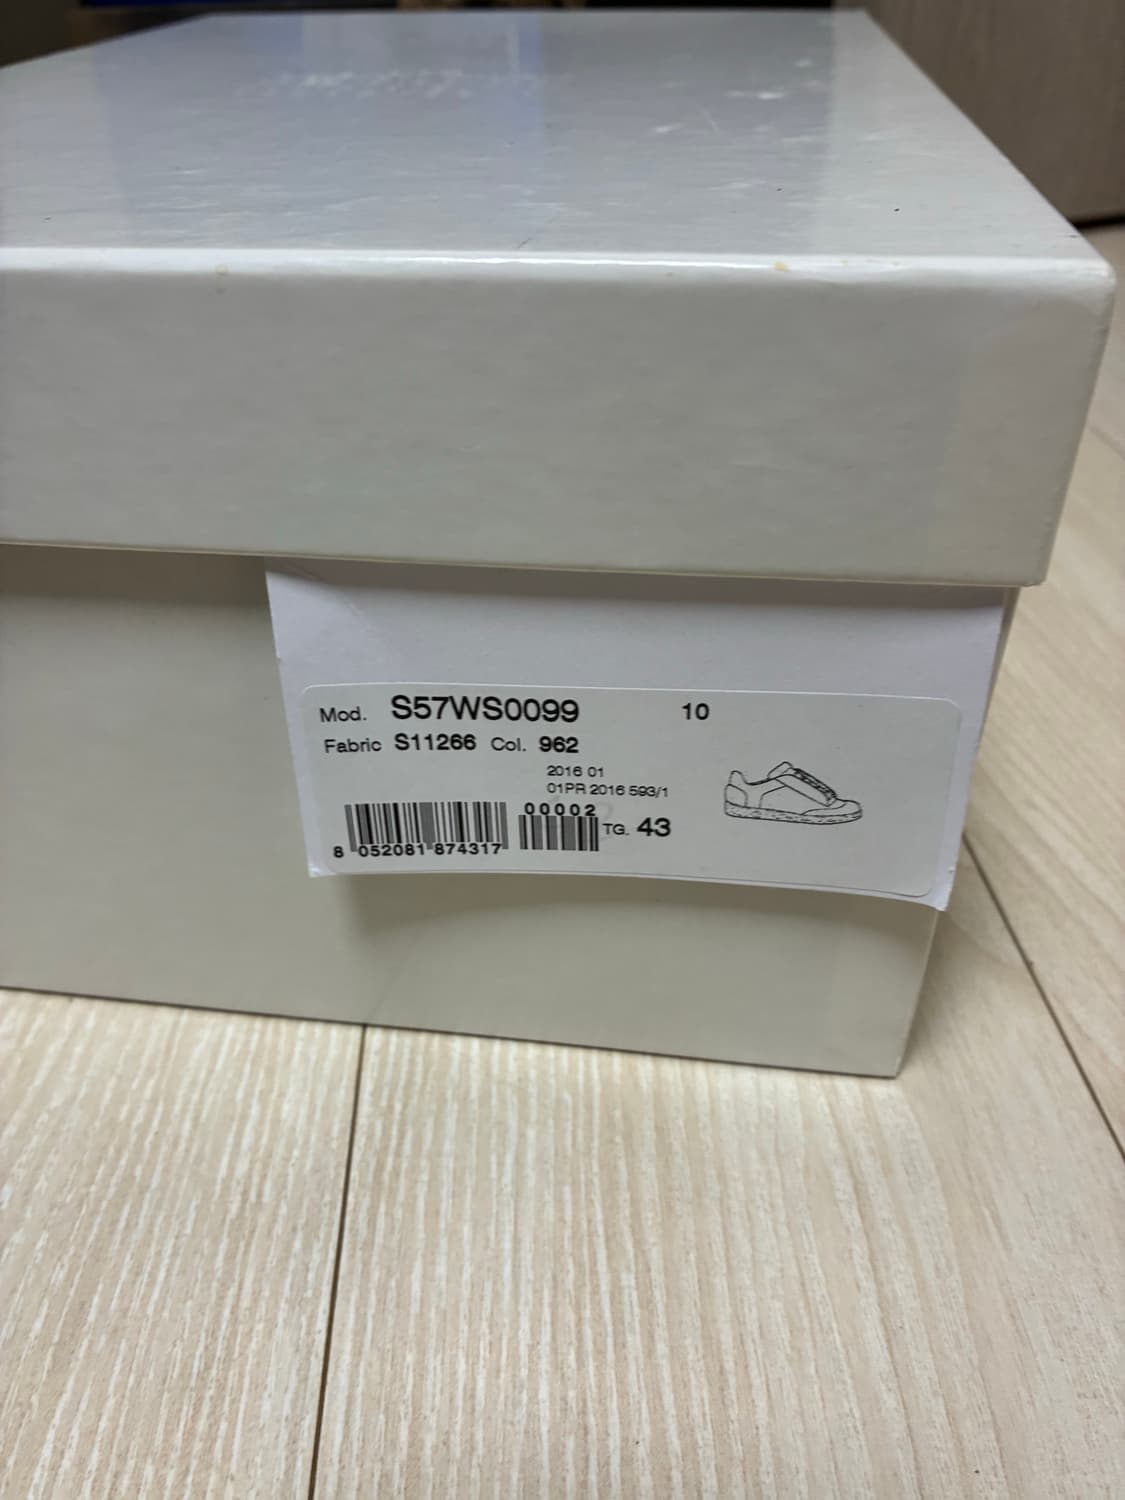 Mod. S57WS0099 10
Fabric S11266 Col. 962
2016 01
01PR 2016 593/1
00002
TG. 43
8 052081 874317